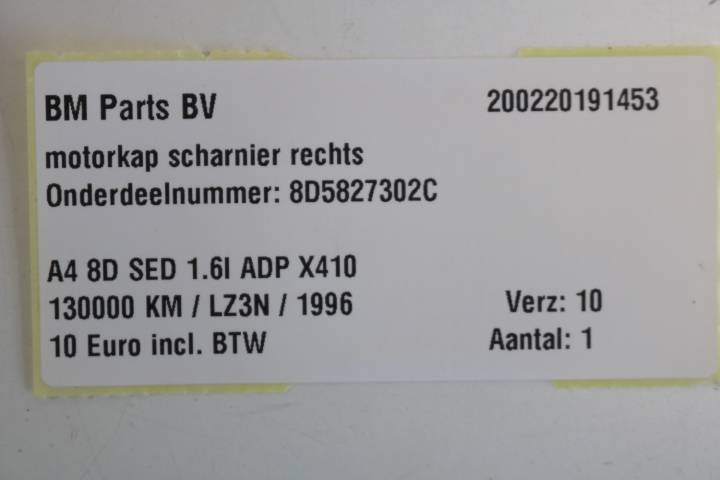 BM Parts BV 200220191453
motorkap scharnier rechts
Onderdeelnummer: 8D5827302C
A4 8D SED 1.6I ADP X410
130000 KM / LZ3N / 1996 Verz: 10
10 Euro incl. BTW Aantal: 1